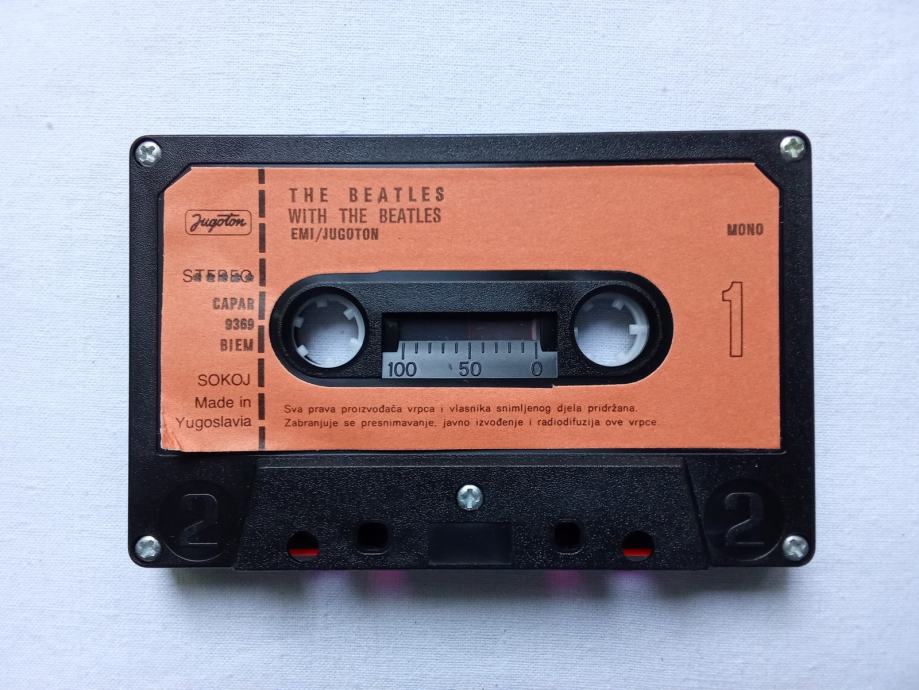 THE BEATLES
WITH THE BEATLES
EMI/JUGOTON
Jugoton
MONO
STEREO
CAPAR
9369
BIEM
1
SOKOJ
Made in
Yugoslavia
100 50 0
Sva prava proizvođača vrpca i vlasnika snimljenog djela pridržana.
Zabranjuje se presnimavanje, javno izvođenje i radiodifuzija ove vrpce.
2 2